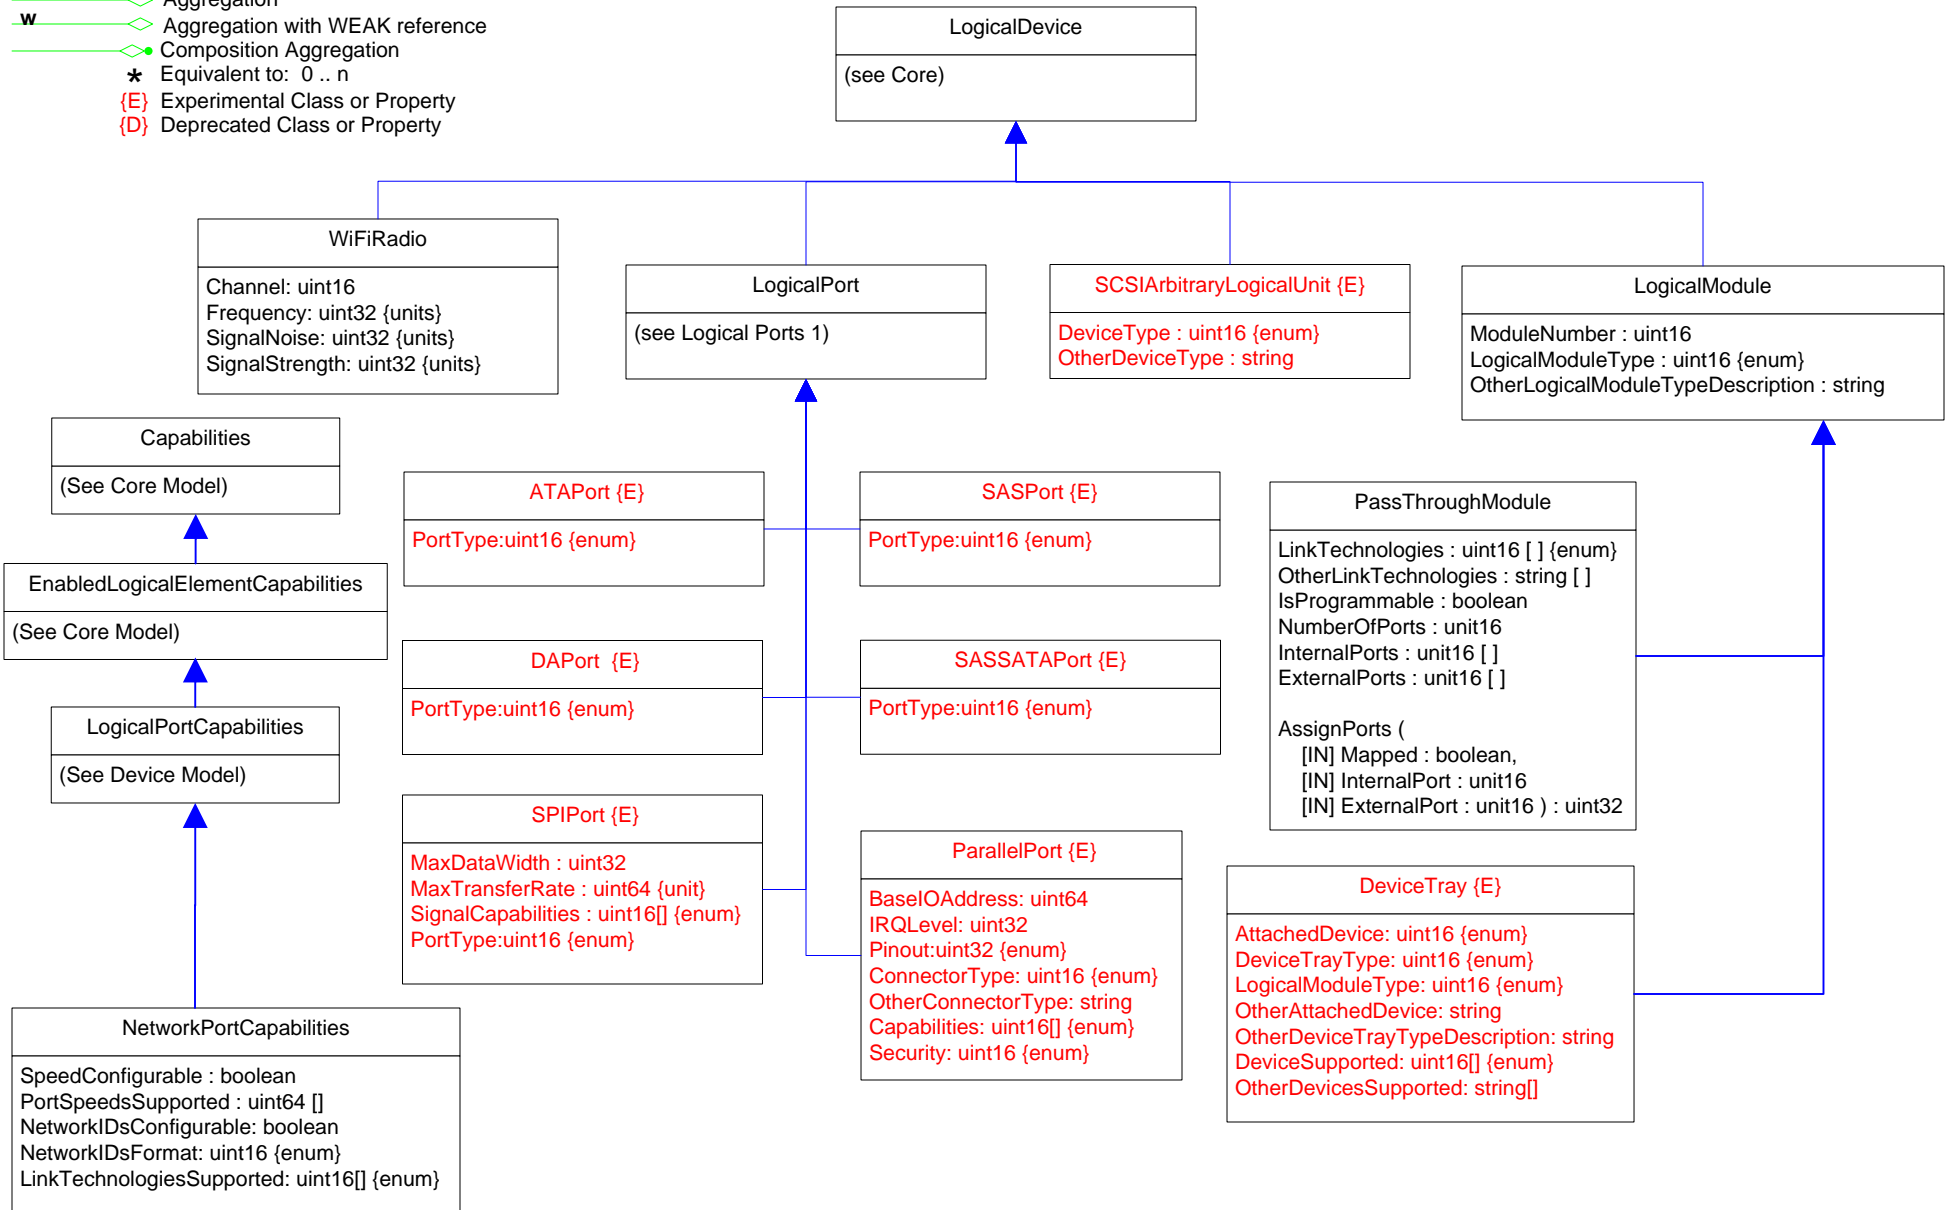 Aggregation
w
Aggregation with WEAK reference
Composition Aggregation
* Equivalent to: 0 .. n
{E} Experimental Class or Property
{D} Deprecated Class or Property
LogicalDevice
(see Core)
WiFiRadio
Channel: uint16
Frequency: uint32 {units}
SignalNoise: uint32 {units}
SignalStrength: uint32 {units}
LogicalPort
(see Logical Ports 1)
SCSIArbitraryLogicalUnit {E}
DeviceType : uint16 {enum}
OtherDeviceType : string
LogicalModule
ModuleNumber : uint16
LogicalModuleType : uint16 {enum}
OtherLogicalModuleTypeDescription : string
Capabilities
(See Core Model)
EnabledLogicalElementCapabilities
(See Core Model)
LogicalPortCapabilities
(See Device Model)
NetworkPortCapabilities
SpeedConfigurable : boolean
PortSpeedsSupported : uint64 []
NetworkIDsConfigurable: boolean
NetworkIDsFormat: uint16 {enum}
LinkTechnologiesSupported: uint16[] {enum}
ATAPort {E}
PortType:uint16 {enum}
SASPort {E}
PortType:uint16 {enum}
DAPort {E}
PortType:uint16 {enum}
SASSATAPort {E}
PortType:uint16 {enum}
SPIPort {E}
MaxDataWidth : uint32
MaxTransferRate : uint64 {unit}
SignalCapabilities : uint16[] {enum}
PortType:uint16 {enum}
ParallelPort {E}
BaseIOAddress: uint64
IRQLevel: uint32
Pinout:uint32 {enum}
ConnectorType: uint16 {enum}
OtherConnectorType: string
Capabilities: uint16[] {enum}
Security: uint16 {enum}
PassThroughModule
LinkTechnologies : uint16 [ ] {enum}
OtherLinkTechnologies : string [ ]
IsProgrammable : boolean
NumberOfPorts : unit16
InternalPorts : unit16 [ ]
ExternalPorts : unit16 [ ]
AssignPorts (
[IN] Mapped : boolean,
[IN] InternalPort : unit16
[IN] ExternalPort : unit16 ) : uint32
DeviceTray {E}
AttachedDevice: uint16 {enum}
DeviceTrayType: uint16 {enum}
LogicalModuleType: uint16 {enum}
OtherAttachedDevice: string
OtherDeviceTrayTypeDescription: string
DeviceSupported: uint16[] {enum}
OtherDevicesSupported: string[]